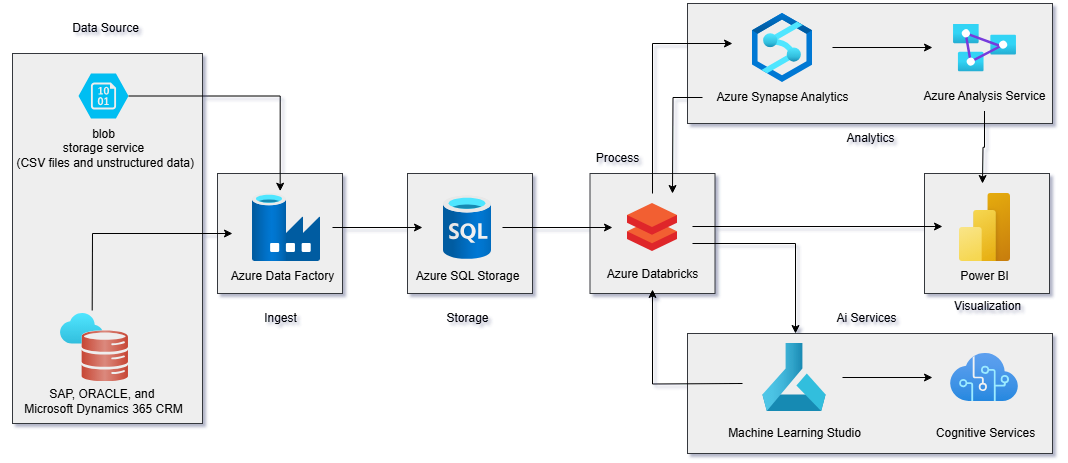 Data Source
10
01
blob
storage service
(CSV files and unstructured data)
SAP, ORACLE, and
Microsoft Dynamics 365 CRM
Azure Data Factory
Ingest
SQL
Azure SQL Storage
Storage
Process
Azure Databricks
Azure Synapse Analytics
Azure Analysis Service
Analytics
Power BI
Visualization
Ai Services
Machine Learning Studio
Cognitive Services